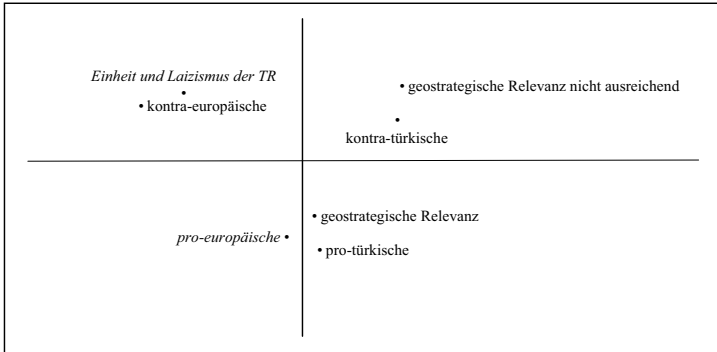 Einheit und Laizismus der TR
• geostrategische Relevanz nicht ausreichend
• kontra-europäische
kontra-türkische
• geostrategische Relevanz
pro-europäische •
• pro-türkische